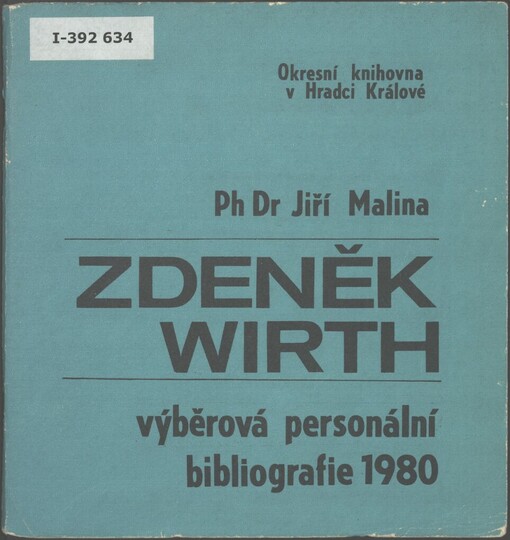 I-392 634
Okresní knihovna
v Hradci Králové
Ph Dr Jiří Malina
ZDENĚK
WIRTH
výběrová personální
bibliografie 1980